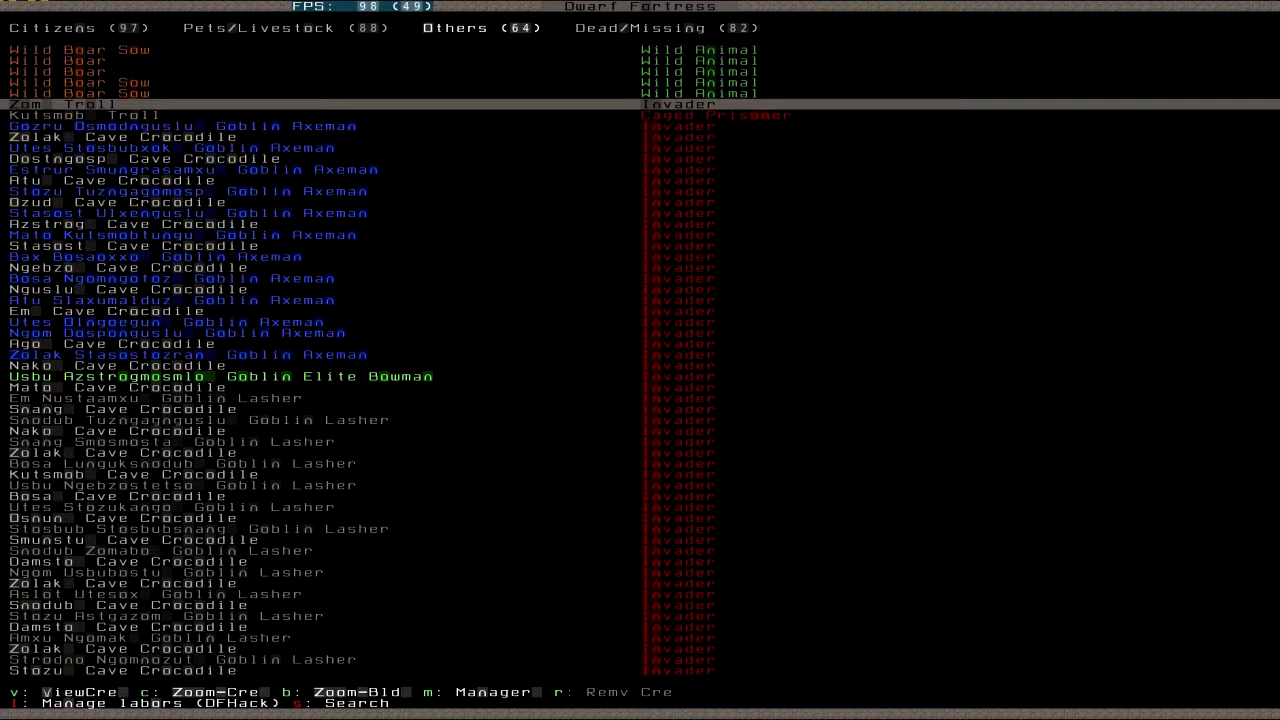 FPS: 98 (49) Dwarf Fortress
Citizens (97) Pets/Livestock (88) Others (64) Dead/Missing (82)
Wild Boar Sow Wild Animal
Wild Boar Wild Animal
Wild Boar Wild Animal
Wild Boar Sow Wild Animal
Wild Boar Sow Wild Animal
Zom Troll Invader
Kutsmob Troll Caged Prisoner
Gozru Osmodnguslu Goblin Axeman Invader
Zolak Cave Crocodile Invader
Utes Stosbubxok Goblin Axeman Invader
Dostngosp Cave Crocodile Invader
Estrur Smungrasamxu Goblin Axeman Invader
Atu Cave Crocodile Invader
Stozu Tuzngagomosp Goblin Axeman Invader
Ozud Cave Crocodile Invader
Stasost Ulxenguslu Goblin Axeman Invader
Azstrog Cave Crocodile Invader
Mato Kutsmobtungu Goblin Axeman Invader
Stasost Cave Crocodile Invader
Bax Bosaoxxo Goblin Axeman Invader
Ngebzo Cave Crocodile Invader
Bosa Ngomngotoz Goblin Axeman Invader
Nguslu Cave Crocodile Invader
Atu Slaxumalduz Goblin Axeman Invader
Em Cave Crocodile Invader
Utes Olngoegun Goblin Axeman Invader
Ngom Dosponguslu Goblin Axeman Invader
Ago Cave Crocodile Invader
Zolak Stasostozran Goblin Axeman Invader
Nako Cave Crocodile Invader
Usbu Azstrogmosmlo Goblin Elite Bowman Invader
Mato Cave Crocodile Invader
Em Nustaamxu Goblin Lasher Invader
Snang Cave Crocodile Invader
Snodub Tuzngagnguslu Goblin Lasher Invader
Nako Cave Crocodile Invader
Snang Smosmosta Goblin Lasher Invader
Zolak Cave Crocodile Invader
Bosa Lunguksnodub Goblin Lasher Invader
Kutsmob Cave Crocodile Invader
Usbu Ngebzostetso Goblin Lasher Invader
Bosa Cave Crocodile Invader
Utes Stozukango Goblin Lasher Invader
Osnun Cave Crocodile Invader
Stosbub Stosbubsnang Goblin Lasher Invader
Smunstu Cave Crocodile Invader
Snodub Zomabo Goblin Lasher Invader
Damsto Cave Crocodile Invader
Ngom Usbubostu Goblin Lasher Invader
Zolak Cave Crocodile Invader
Aslot Utesox Goblin Lasher Invader
Snodub Cave Crocodile Invader
Stozu Astgazom Goblin Lasher Invader
Damsto Cave Crocodile Invader
Amxu Ngomak Goblin Lasher Invader
Zolak Cave Crocodile Invader
Strodno Ngomnozut Goblin Lasher Invader
Stozu Cave Crocodile Invader
v: ViewCre c: Zoom-Cre b: Zoom-Bld m: Manager r: Remv Cre
l: Manage labors (DFHack) s: Search